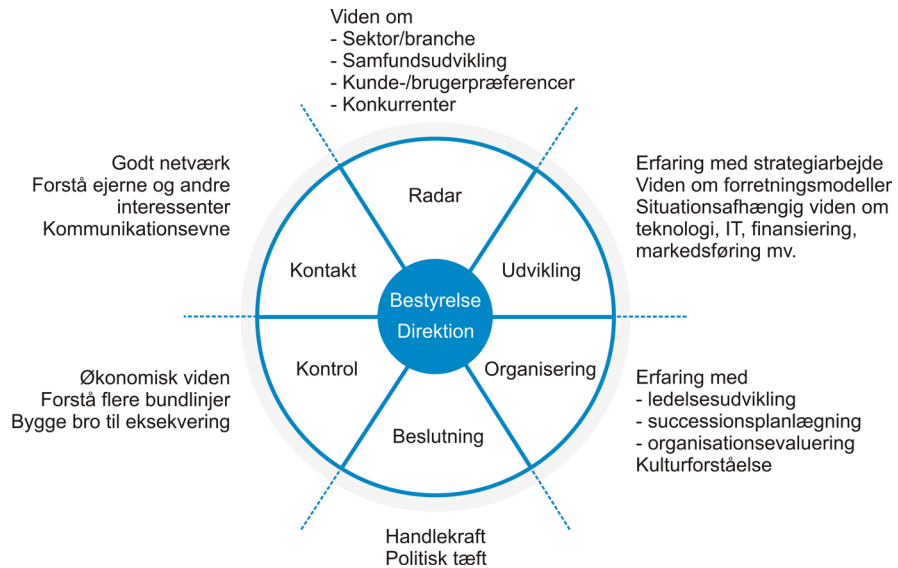 Viden om
- Sektor/branche
- Samfundsudvikling
- Kunde-/brugerpræferencer
- Konkurrenter
Godt netværk
Forstå ejerne og andre
interessenter
Kommunikationsevne
Erfaring med strategiarbejde
Viden om forretningsmodeller
Situationsafhængig viden om
teknologi, IT, finansiering,
markedsføring mv.
Radar
Kontakt
Udvikling
Bestyrelse
Direktion
Kontrol
Organisering
Beslutning
Økonomisk viden
Forstå flere bundlinjer
Bygge bro til eksekvering
Erfaring med
- ledelsesudvikling
- successionsplanlægning
- organisationsevaluering
Kulturforståelse
Handlekraft
Politisk tæft